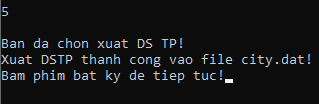 5
Ban da chon xuat DS TP!
Xuat DSTP thanh cong vao file city.dat!
Bam phim bat ky de tiep tuc!